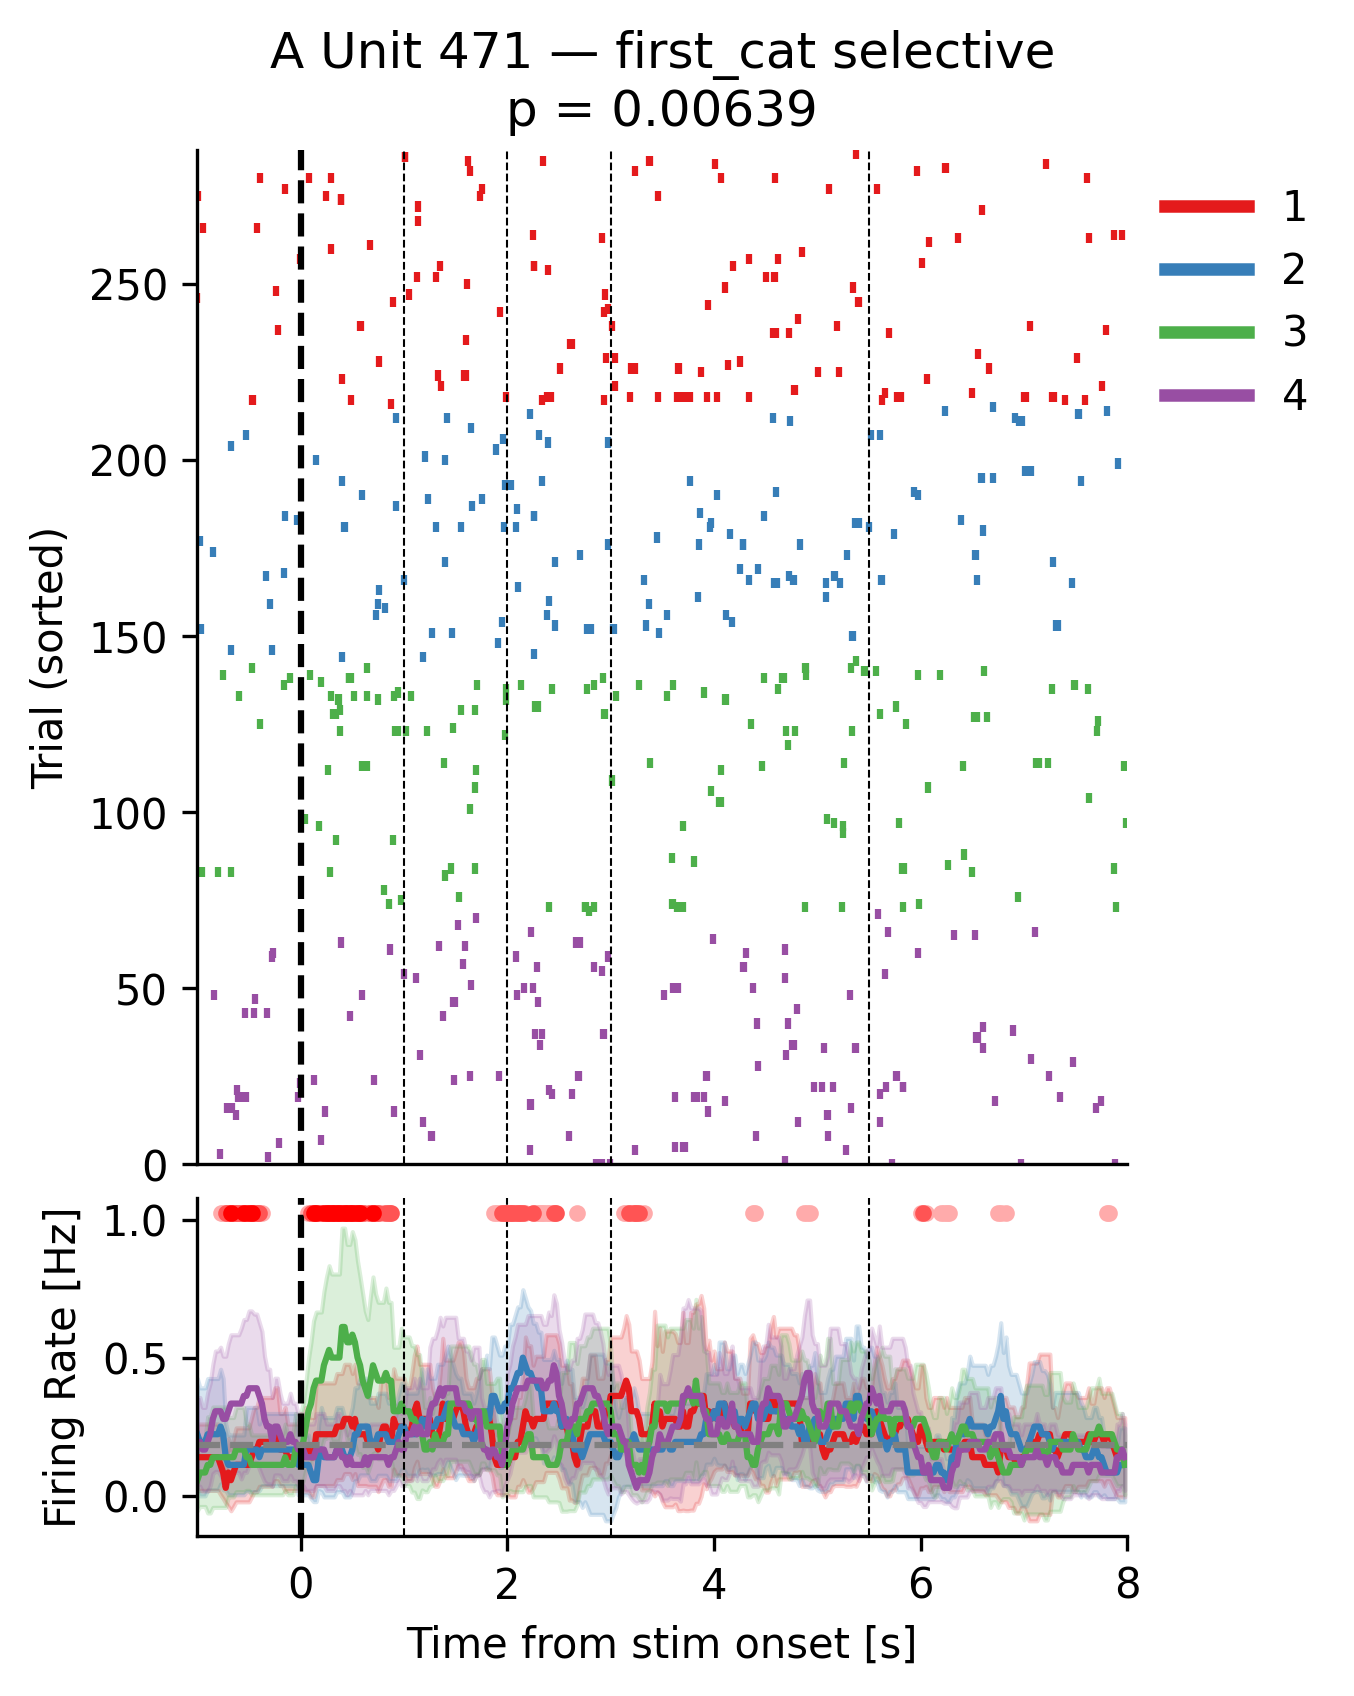 A Unit 471 — first_cat selective
p = 0.00639
1
2
3
4
Trial (sorted)
250
200
150
100
50
0
Firing Rate [Hz]
1.0
0.5
0.0
0 2 4 6 8
Time from stim onset [s]